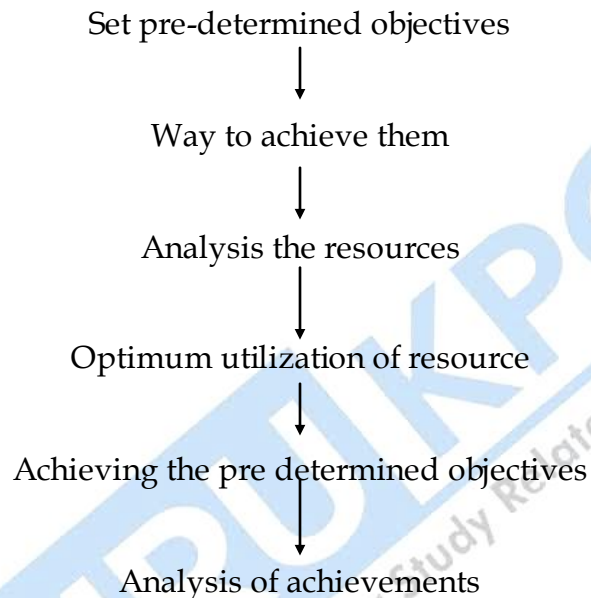 Set pre-determined objectives
Way to achieve them
Analysis the resources
Optimum utilization of resource
Achieving the pre determined objectives
Analysis of achievements